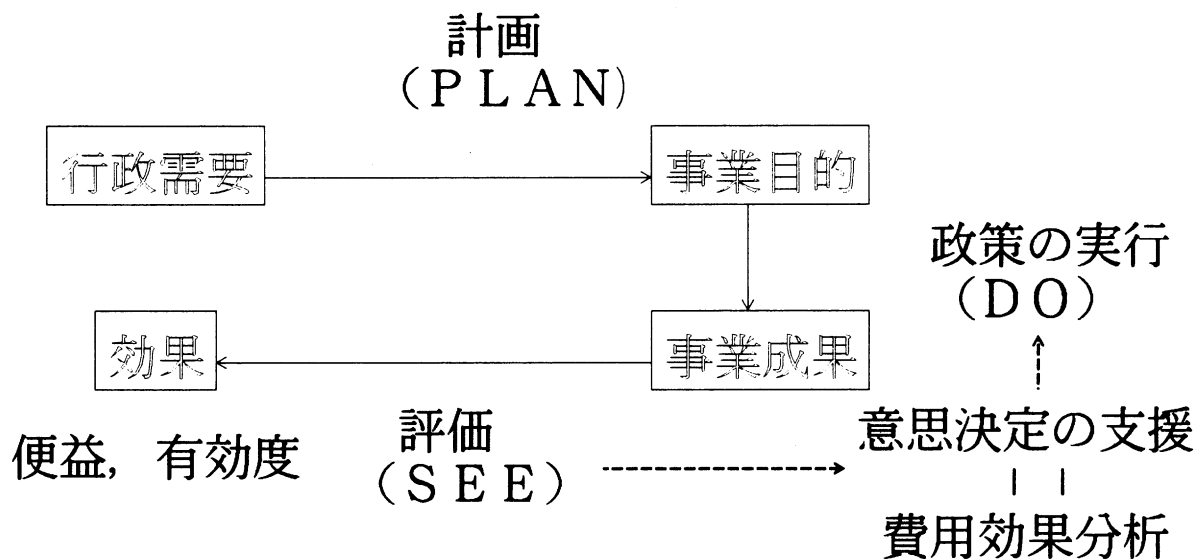 計画
（ＰＬＡＮ）
行政需要
事業目的
政策の実行
（ＤＯ）
効果
事業成果
便益，有効度
評価
（ＳＥＥ）
意思決定の支援
費用効果分析